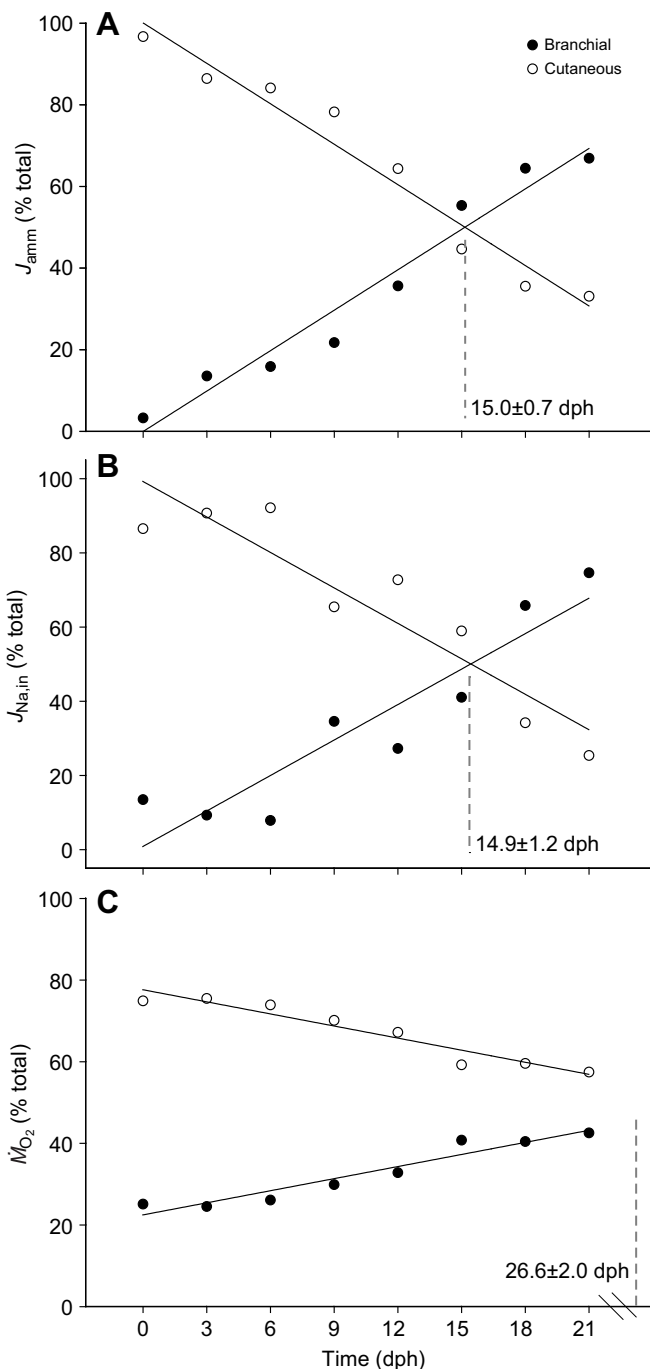 A
Branchial
Cutaneous
100
80
60
40
20
0
J_amm (% total)
15.0±0.7 dph
B
100
80
60
40
20
0
J_Na,in (% total)
14.9±1.2 dph
C
100
80
60
40
20
0
Ṁ_O₂ (% total)
26.6±2.0 dph
0 3 6 9 12 15 18 21
Time (dph)